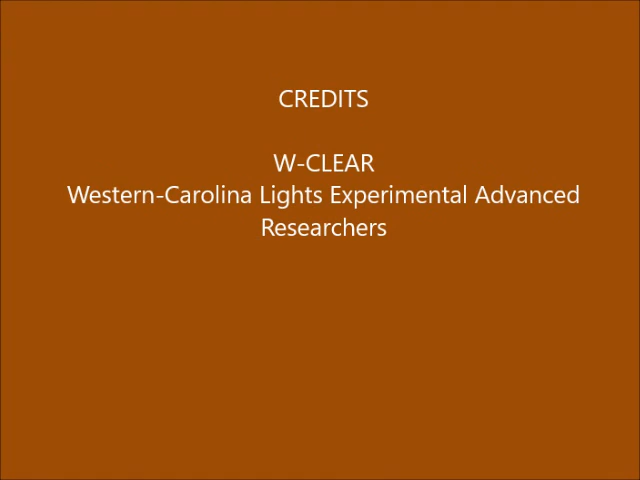 CREDITS
W-CLEAR
Western-Carolina Lights Experimental Advanced
Researchers